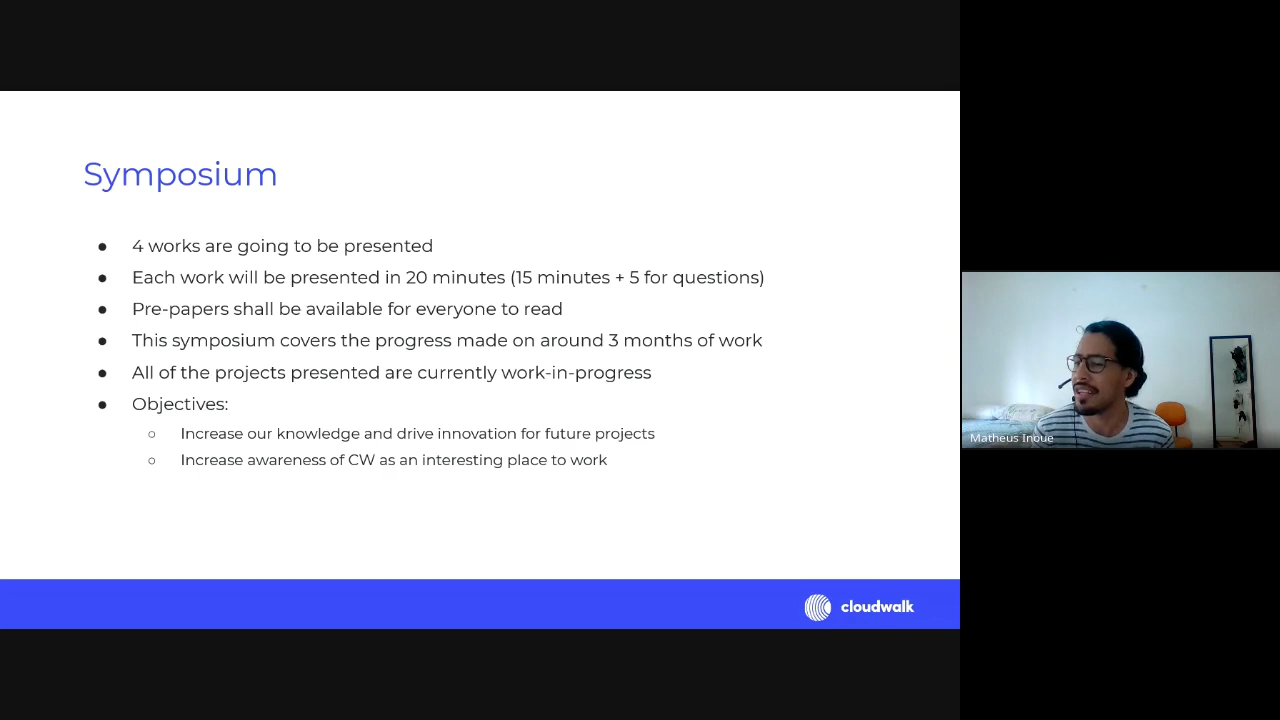 Symposium
● 4 works are going to be presented
● Each work will be presented in 20 minutes (15 minutes + 5 for questions)
● Pre-papers shall be available for everyone to read
● This symposium covers the progress made on around 3 months of work
● All of the projects presented are currently work-in-progress
● Objectives:
○ Increase our knowledge and drive innovation for future projects
○ Increase awareness of CW as an interesting place to work
Matheus Inoue
cloudwalk